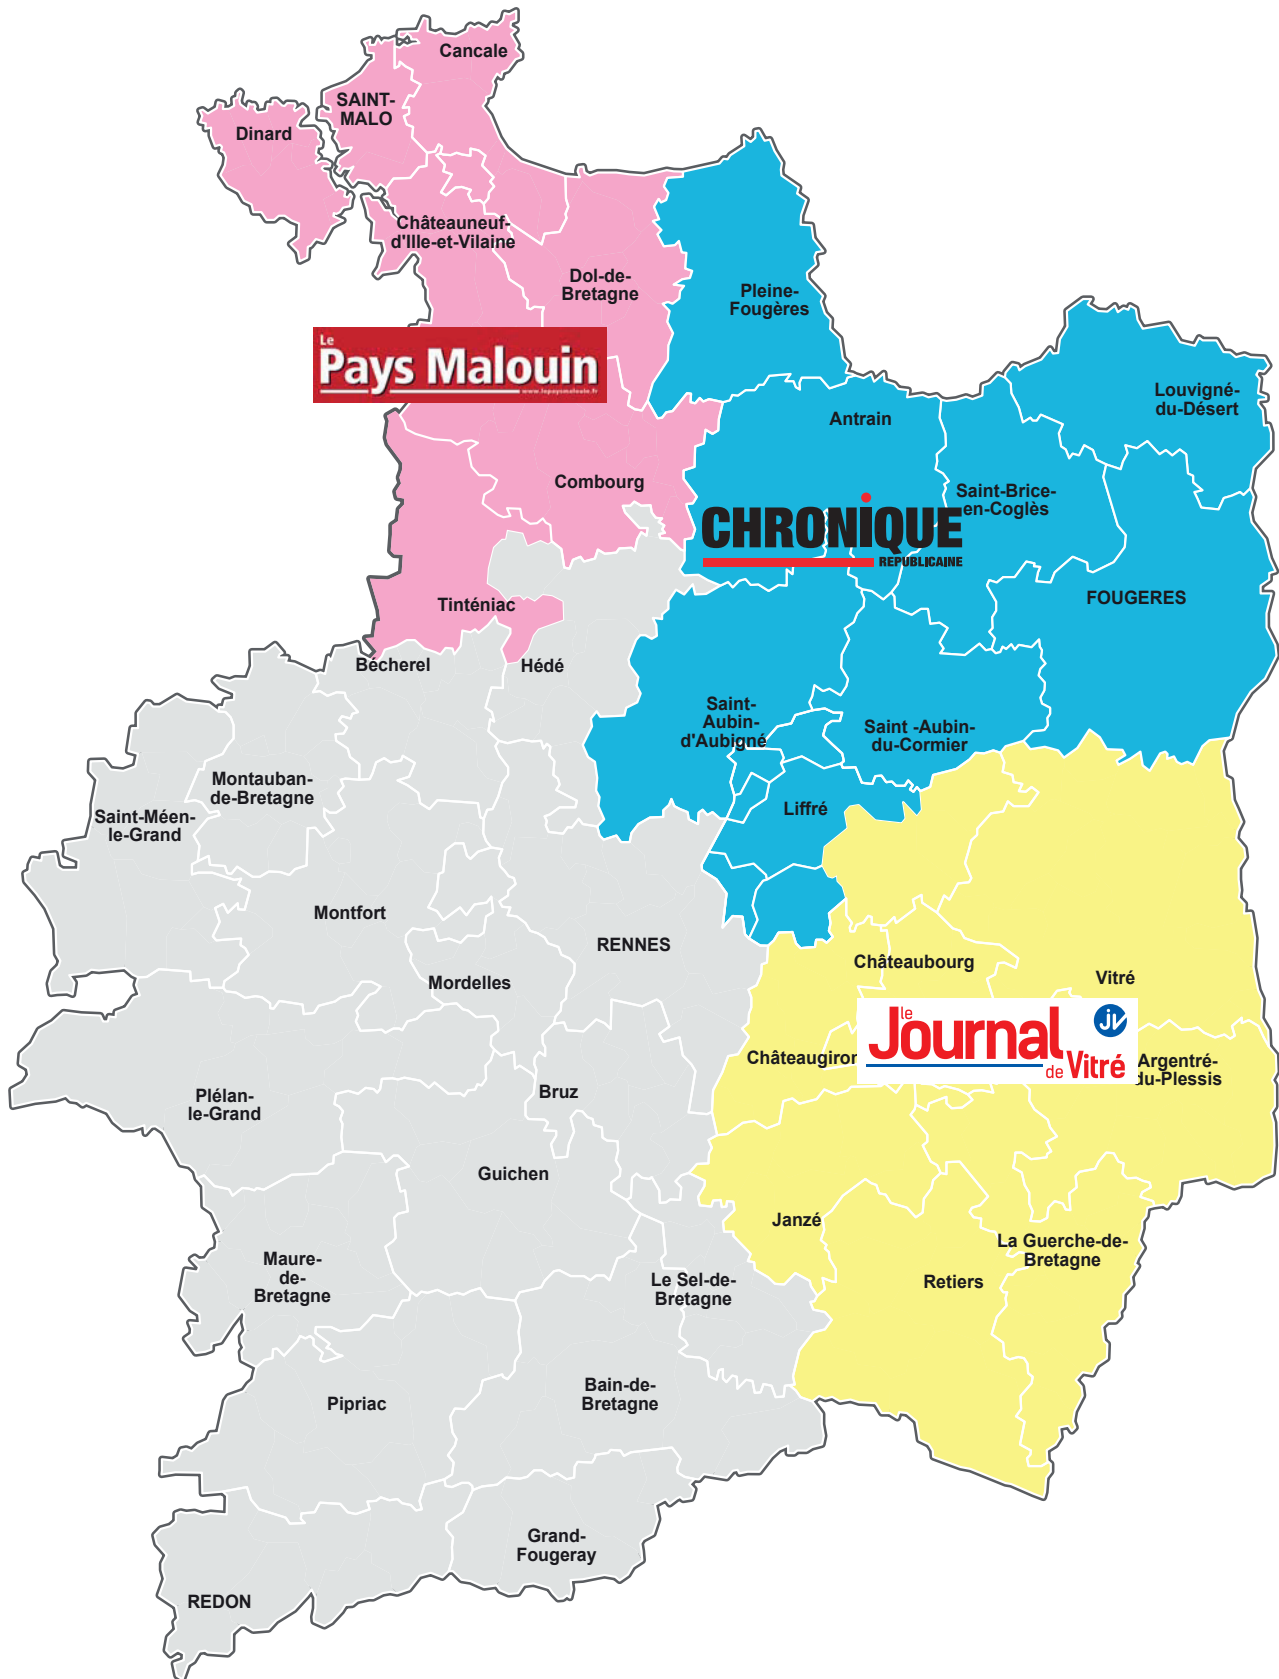 Cancale
SAINT-
MALO
Dinard
Châteauneuf-
d'Ille-et-Vilaine
Dol-de-
Bretagne
Pleine-
Fougères
Le
Pays Malouin
www.lepaysmalouin.fr
Louvigné-
du-Désert
Antrain
Combourg
Saint-Brice-
en-Coglès
CHRONIQUE
REPUBLICAINE
FOUGERES
Tinténiac
Bécherel
Hédé
Saint-
Aubin-
d'Aubigné
Saint -Aubin-
du-Cormier
Montauban-
de-Bretagne
Saint-Méen-
le-Grand
Liffré
Montfort
RENNES
Châteaubourg
Mordelles
Vitré
le
Journal
de Vitré
jv
Châteaugiron
Argentré-
du-Plessis
Bruz
Plélan-
le-Grand
Guichen
Janzé
La Guerche-de-
Bretagne
Maure-
de-
Bretagne
Le Sel-de-
Bretagne
Retiers
Bain-de-
Bretagne
Pipriac
Grand-
Fougeray
REDON